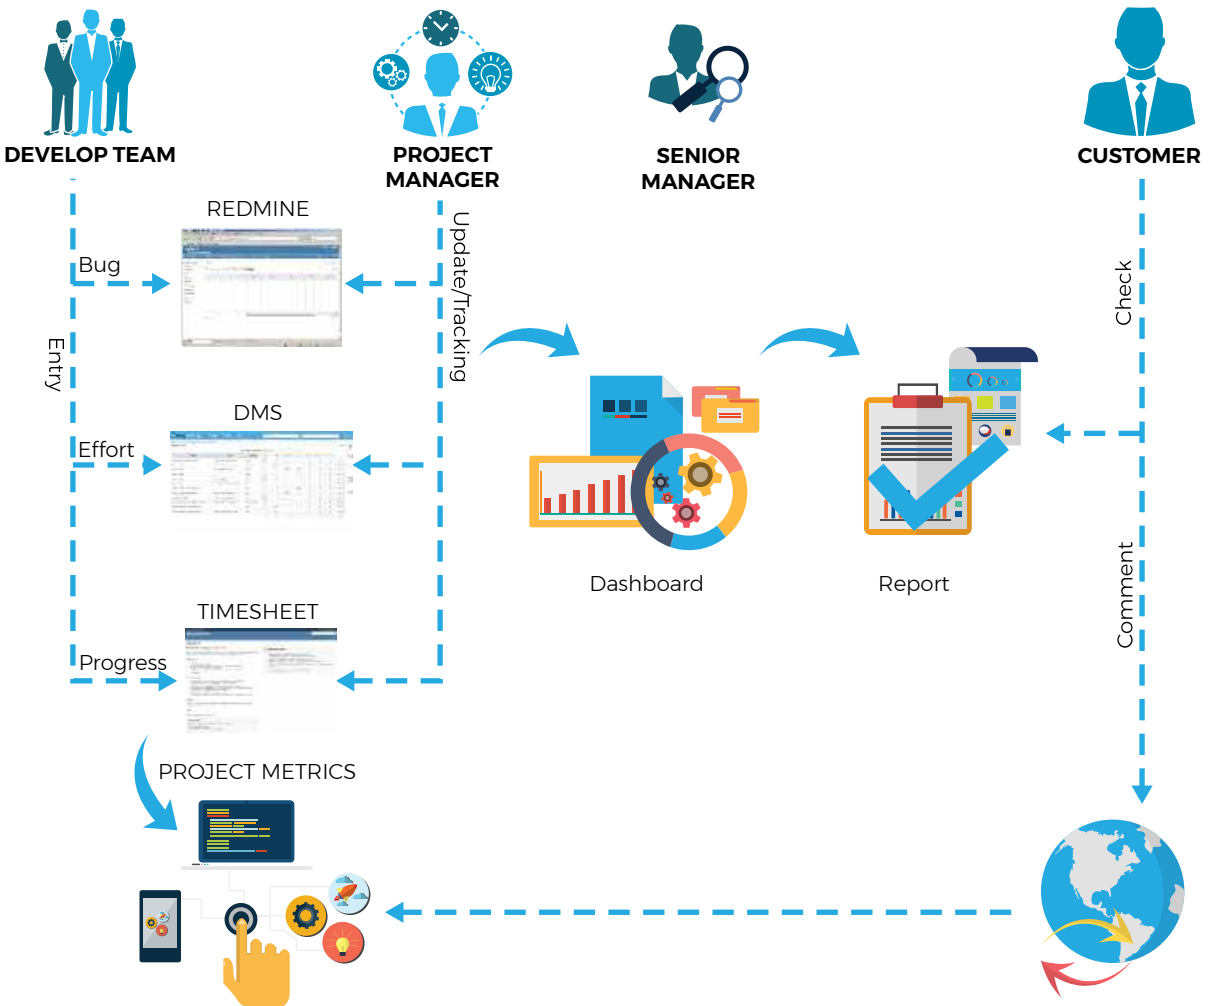 DEVELOP TEAM
PROJECT
MANAGER
SENIOR
MANAGER
CUSTOMER
REDMINE
Update/Tracking
Bug
Check
Entry
DMS
Effort
Comment
Dashboard
Report
TIMESHEET
Progress
PROJECT METRICS